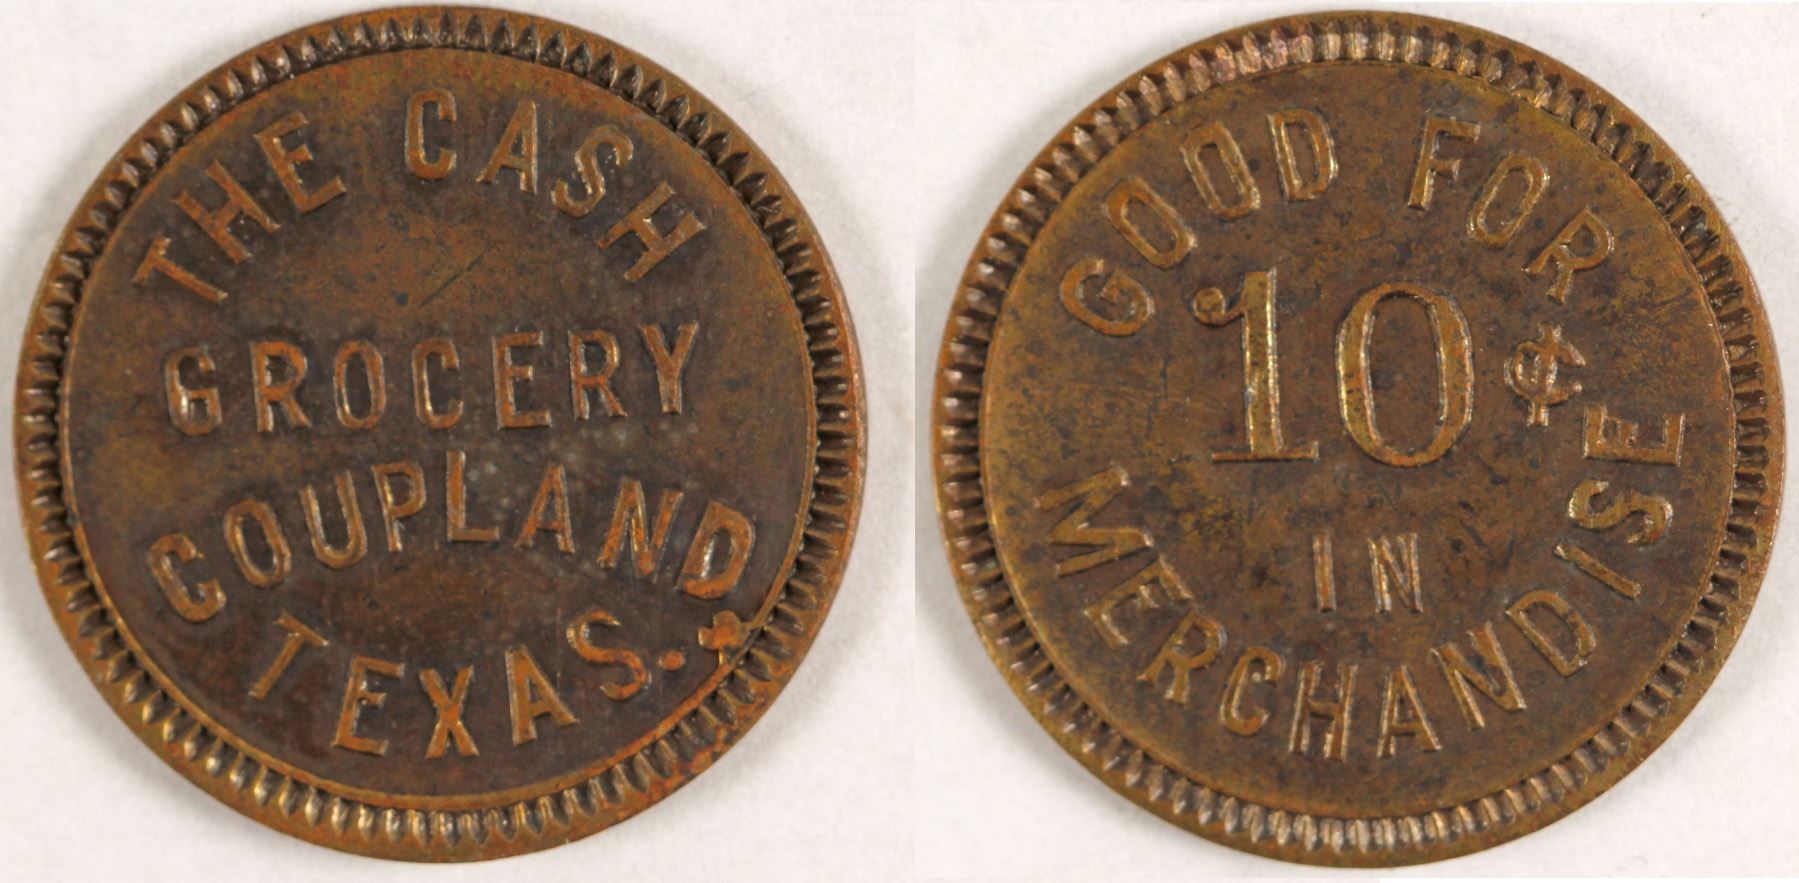 THE CASH
GROCERY
COUPLAND
TEXAS.
GOOD FOR
10¢
IN
MERCHANDISE